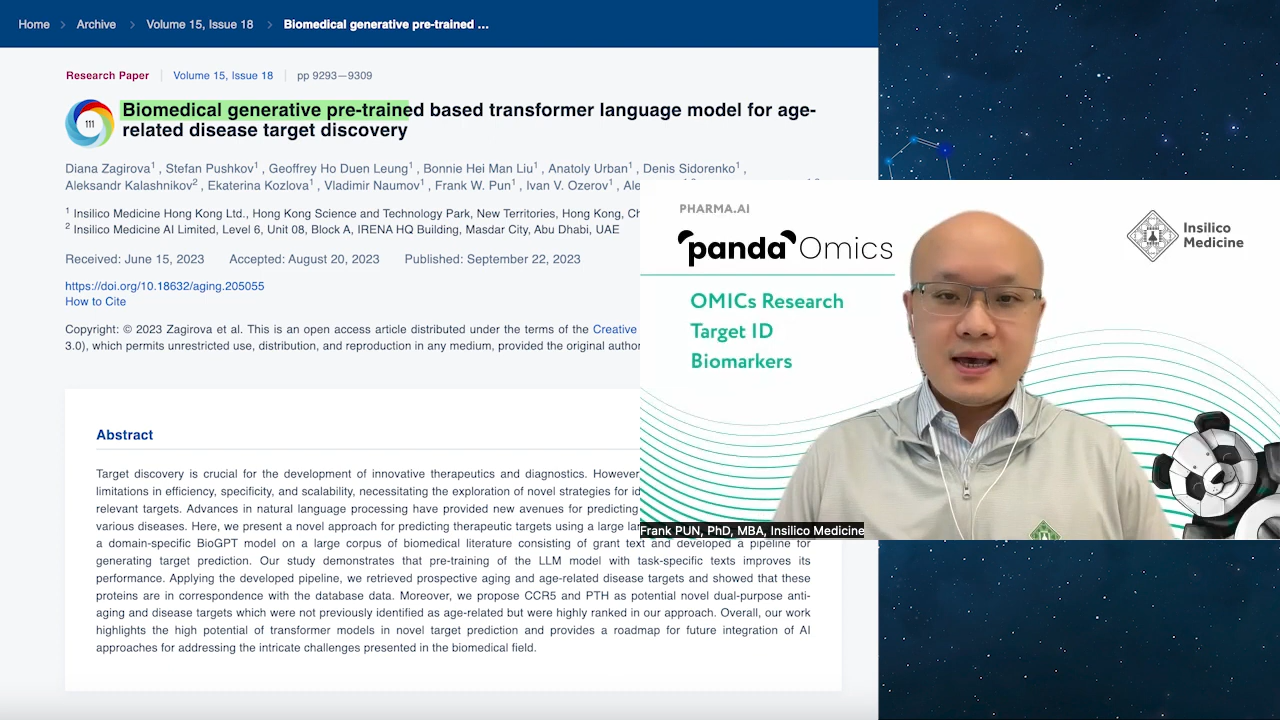 Home > Archive > Volume 15, Issue 18 > Biomedical generative pre-trained ...
Research Paper | Volume 15, Issue 18 | pp 9293—9309
111
Biomedical generative pre-trained based transformer language model for age-
related disease target discovery
Diana Zagirova1 , Stefan Pushkov1 , Geoffrey Ho Duen Leung1 , Bonnie Hei Man Liu1 , Anatoly Urban1 , Denis Sidorenko1 ,
Aleksandr Kalashnikov2 , Ekaterina Kozlova1 , Vladimir Naumov1 , Frank W. Pun1 , Ivan V. Ozerov1 , Ale
1 Insilico Medicine Hong Kong Ltd., Hong Kong Science and Technology Park, New Territories, Hong Kong, Ch
2 Insilico Medicine AI Limited, Level 6, Unit 08, Block A, IRENA HQ Building, Masdar City, Abu Dhabi, UAE
Received: June 15, 2023 Accepted: August 20, 2023 Published: September 22, 2023
https://doi.org/10.18632/aging.205055
How to Cite
Copyright: © 2023 Zagirova et al. This is an open access article distributed under the terms of the Creative
3.0), which permits unrestricted use, distribution, and reproduction in any medium, provided the original author
Abstract
Target discovery is crucial for the development of innovative therapeutics and diagnostics. However
limitations in efficiency, specificity, and scalability, necessitating the exploration of novel strategies for id
relevant targets. Advances in natural language processing have provided new avenues for predicting
various diseases. Here, we present a novel approach for predicting therapeutic targets using a large lan
domain-specific BioGPT model on a large corpus of biomedical literature consisting of grant text and developed a pipeline for
generating target prediction. Our study demonstrates that pre-training of the LLM model with task-specific texts improves its
performance. Applying the developed pipeline, we retrieved prospective aging and age-related disease targets and showed that these
proteins are in correspondence with the database data. Moreover, we propose CCR5 and PTH as potential novel dual-purpose anti-
aging and disease targets which were not previously identified as age-related but were highly ranked in our approach. Overall, our work
highlights the high potential of transformer models in novel target prediction and provides a roadmap for future integration of AI
approaches for addressing the intricate challenges presented in the biomedical field.
PHARMA.AI
pandaOmics
OMICs Research
Target ID
Biomarkers
Insilico
Medicine
Frank PUN, PhD, MBA, Insilico Medicine